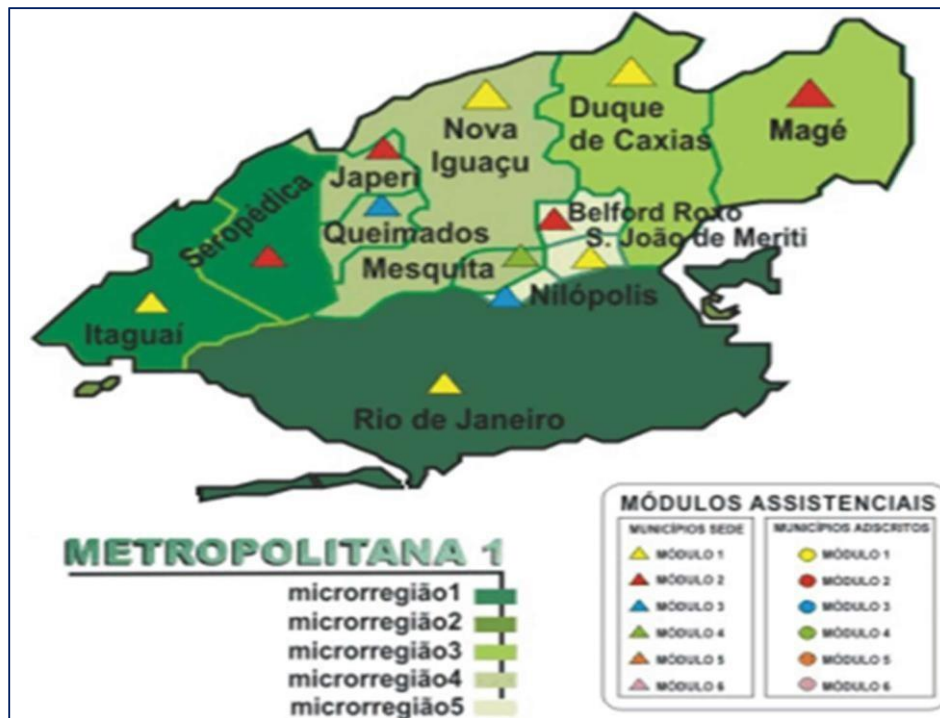 Nova
Iguaçu
Duque
de Caxias
Magé
Japeri
Seropédica
Queimados
Belford Roxo
S. João de Meriti
Mesquita
Nilópolis
Itaguaí
Rio de Janeiro
METROPOLITANA 1
microrregião1
microrregião2
microrregião3
microrregião4
microrregião5
MÓDULOS ASSISTENCIAIS
MUNICÍPIOS SEDE
MÓDULO 1
MÓDULO 2
MÓDULO 3
MÓDULO 4
MÓDULO 5
MÓDULO 6
MUNICÍPIOS ADSCRITOS
MÓDULO 1
MÓDULO 2
MÓDULO 3
MÓDULO 4
MÓDULO 5
MÓDULO 6